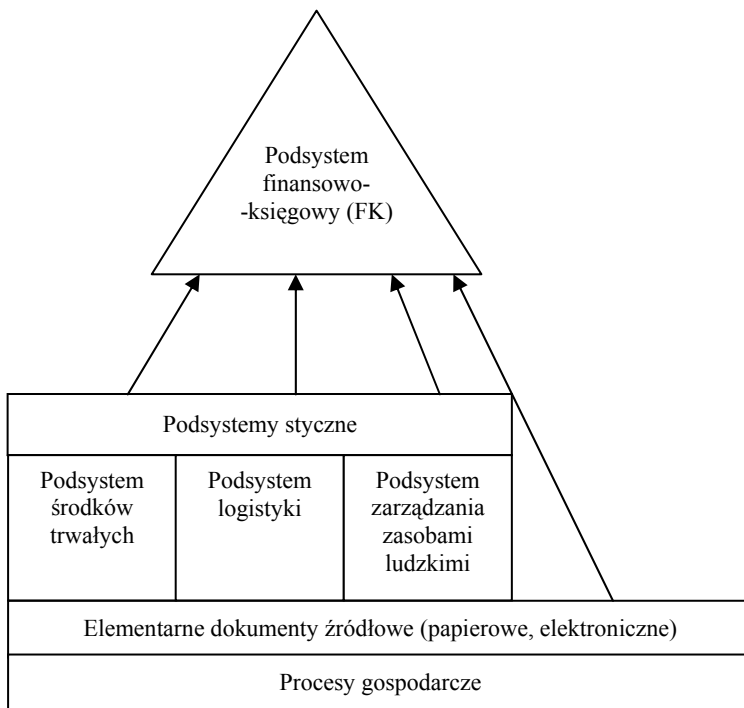 Podsystem
finansowo-
-księgowy (FK)
Podsystemy styczne
Podsystem
środków
trwałych
Podsystem
logistyki
Podsystem
zarządzania
zasobami
ludzkimi
Elementarne dokumenty źródłowe (papierowe, elektroniczne)
Procesy gospodarcze